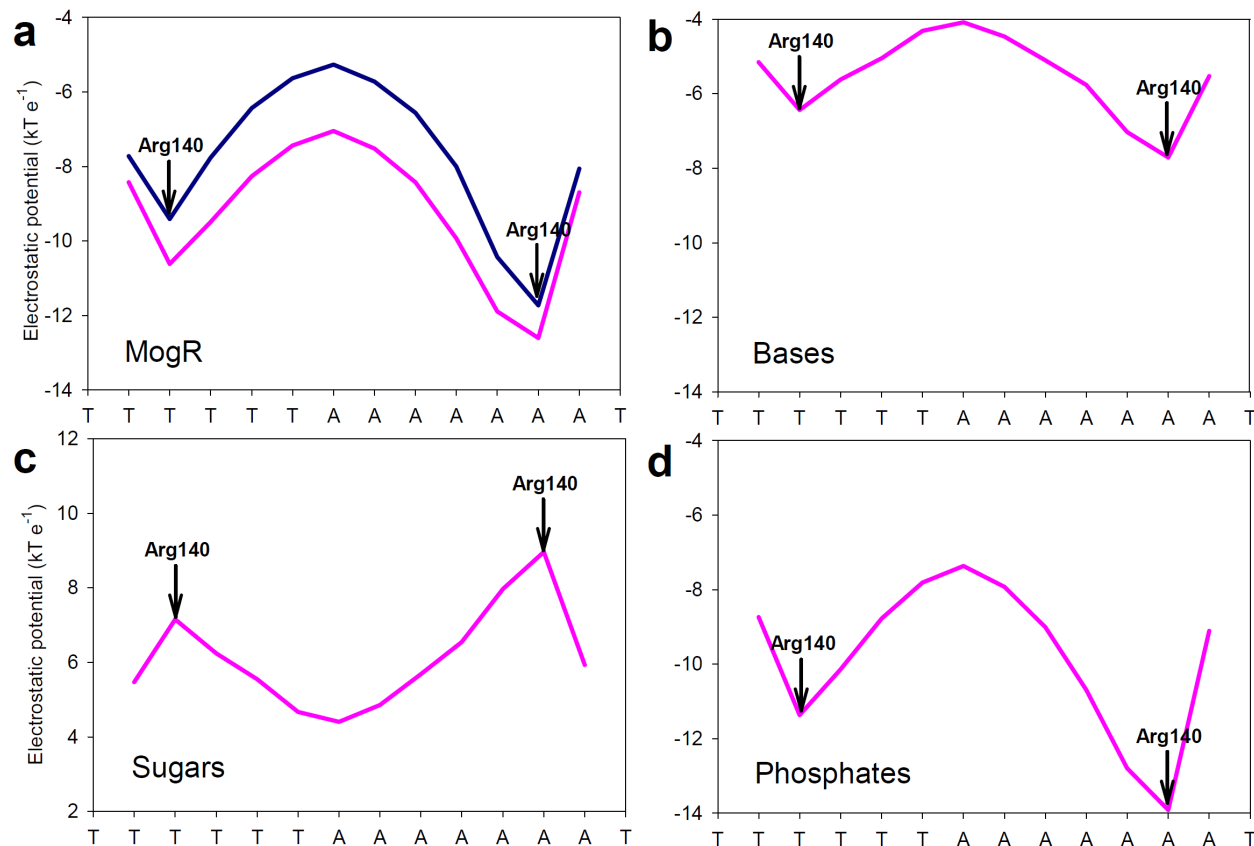 a
Electrostatic potential (kT e⁻¹)
-4
-6
-8
-10
-12
-14
Arg140
Arg140
MogR
T T T T T T A A A A A A A T
b
-4
-6
-8
-10
-12
-14
Arg140
Arg140
Bases
T T T T T T A A A A A A A T
c
Electrostatic potential (kT e⁻¹)
12
10
8
6
4
2
Arg140
Arg140
Sugars
T T T T T T A A A A A A A T
d
-4
-6
-8
-10
-12
-14
Arg140
Arg140
Phosphates
T T T T T T A A A A A A A T